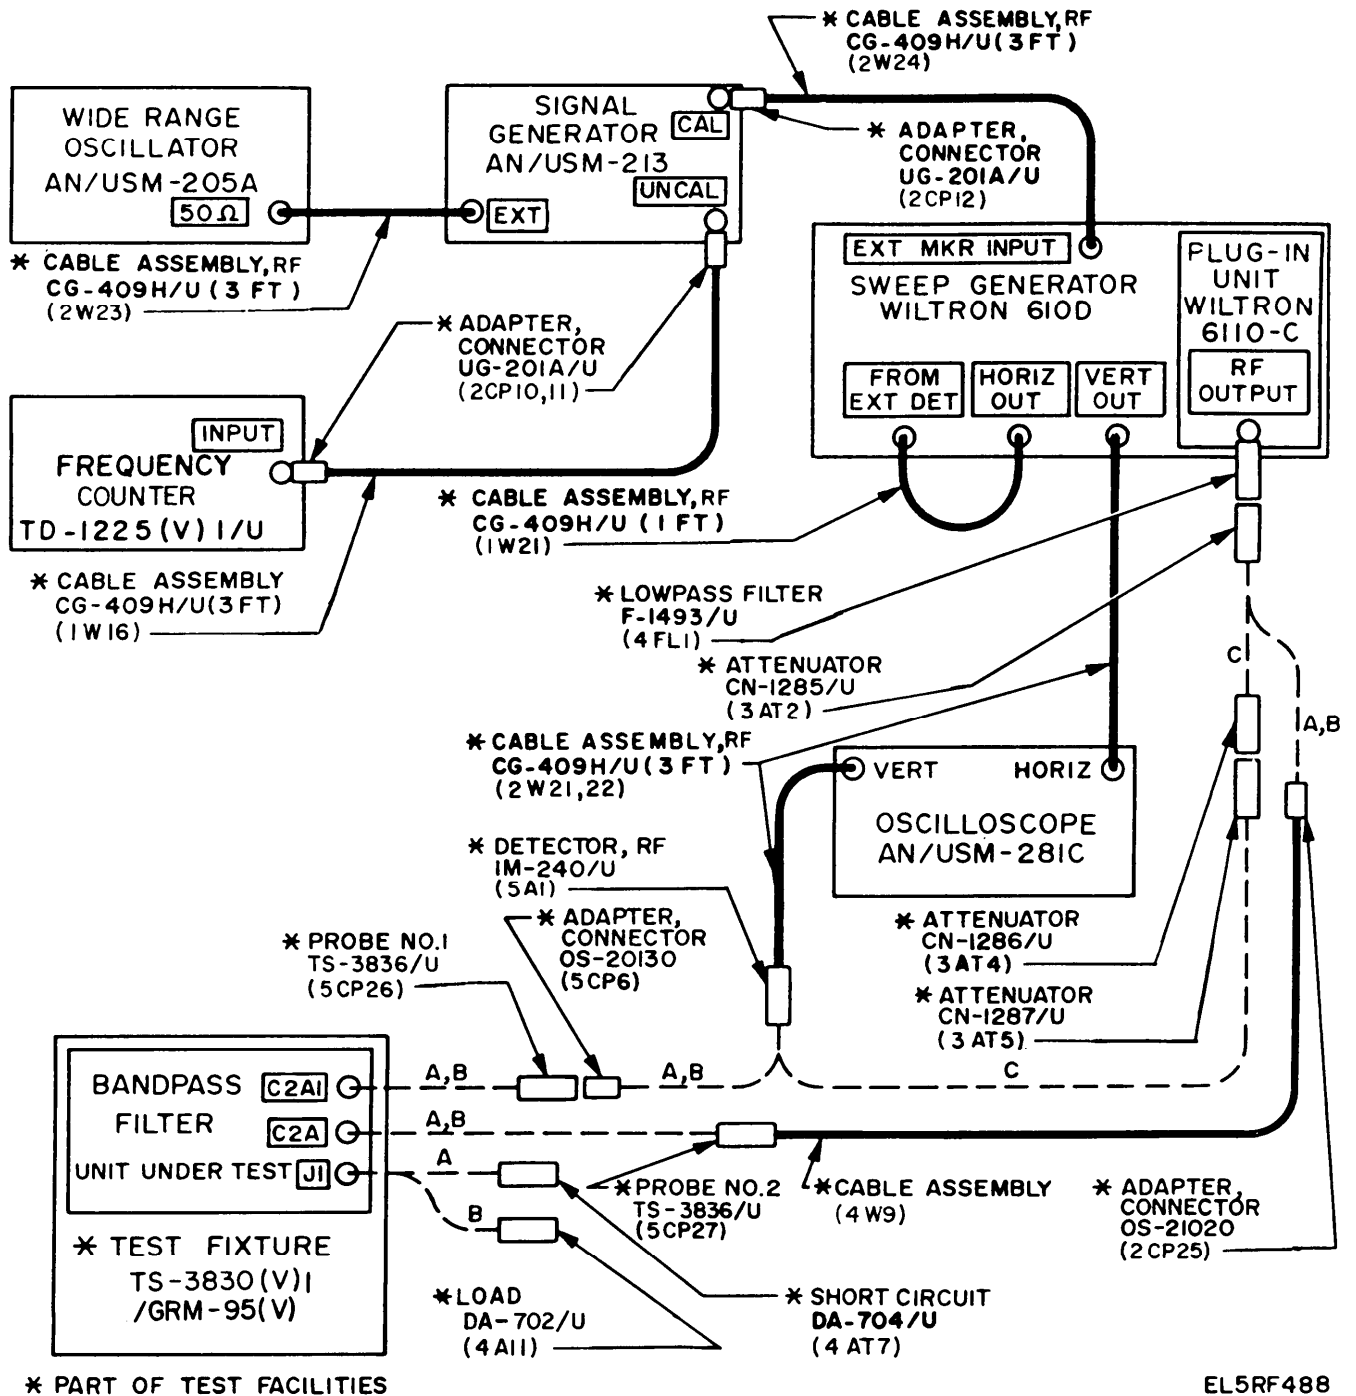 * CABLE ASSEMBLY, RF
CG-409H/U (3 FT)
(2W24)
WIDE RANGE
OSCILLATOR
AN/USM-205A
50Ω
SIGNAL
GENERATOR
AN/USM-213
CAL
UNCAL
EXT
* ADAPTER,
CONNECTOR
UG-201A/U
(2CP12)
* CABLE ASSEMBLY, RF
CG-409H/U (3 FT)
(2W23)
EXT MKR INPUT
SWEEP GENERATOR
WILTRON 610D
PLUG-IN
UNIT
WILTRON
6110-C
RF
OUTPUT
FROM
EXT DET
HORIZ
OUT
VERT
OUT
* ADAPTER,
CONNECTOR
UG-201A/U
(2CP10,11)
INPUT
FREQUENCY
COUNTER
TD-1225(V)1/U
* CABLE ASSEMBLY, RF
CG-409H/U (1 FT)
(1W21)
* CABLE ASSEMBLY
CG-409H/U(3FT)
(1W16)
* LOWPASS FILTER
F-1493/U
(4FL1)
* ATTENUATOR
CN-1285/U
(3AT2)
C
A,B
* CABLE ASSEMBLY, RF
CG-409H/U (3 FT)
(2W21,22)
VERT
HORIZ
OSCILLOSCOPE
AN/USM-281C
* DETECTOR, RF
IM-240/U
(5A1)
* ADAPTER,
CONNECTOR
OS-20130
(5CP6)
* PROBE NO.1
TS-3836/U
(5CP26)
* ATTENUATOR
CN-1286/U
(3AT4)
* ATTENUATOR
CN-1287/U
(3AT5)
BANDPASS
FILTER
UNIT UNDER TEST
C2A1
C2A
J1
A,B
A,B
C
A,B
A
B
* PROBE NO.2
TS-3836/U
(5CP27)
* CABLE ASSEMBLY
(4W9)
* ADAPTER,
CONNECTOR
OS-21020
(2CP25)
* TEST FIXTURE
TS-3830(V)1
/GRM-95(V)
* LOAD
DA-702/U
(4A11)
* SHORT CIRCUIT
DA-704/U
(4AT7)
* PART OF TEST FACILITIES
EL5RF488